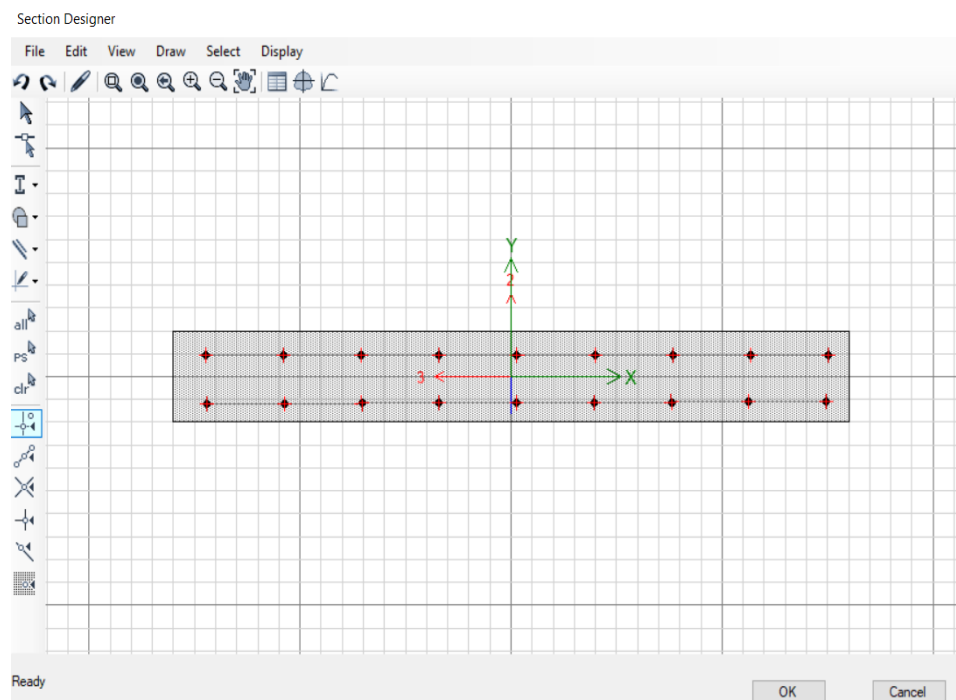 Section Designer
File Edit View Draw Select Display
all
PS
clr
Y
2
3 X
Ready
OK Cancel